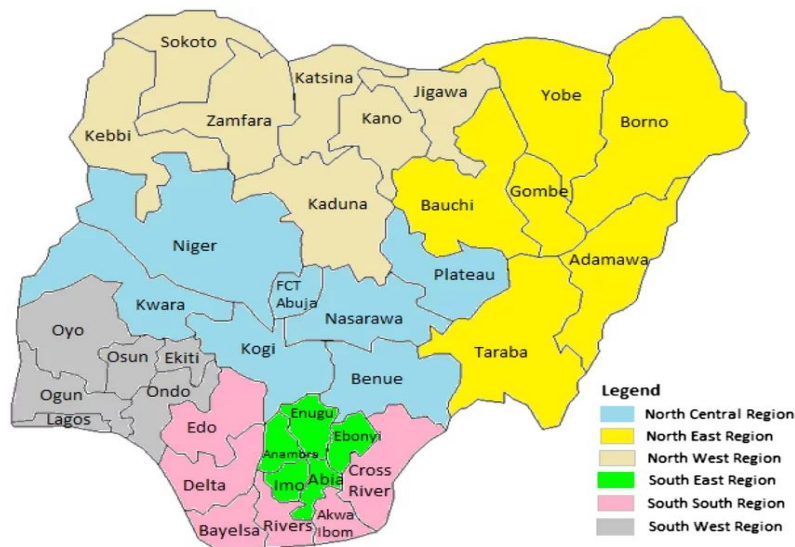 Sokoto
Katsina
Jigawa
Yobe
Borno
Kebbi
Zamfara
Kano
Kaduna
Bauchi
Gombe
Niger
Adamawa
Plateau
FCT
Abuja
Kwara
Nasarawa
Oyo
Kogi
Taraba
Osun
Ekiti
Benue
Ogun
Ondo
Lagos
Edo
Enugu
Ebonyi
Anambra
Cross
River
Delta
Imo
Abia
Bayelsa
Rivers
Akwa
Ibom
Legend
North Central Region
North East Region
North West Region
South East Region
South South Region
South West Region